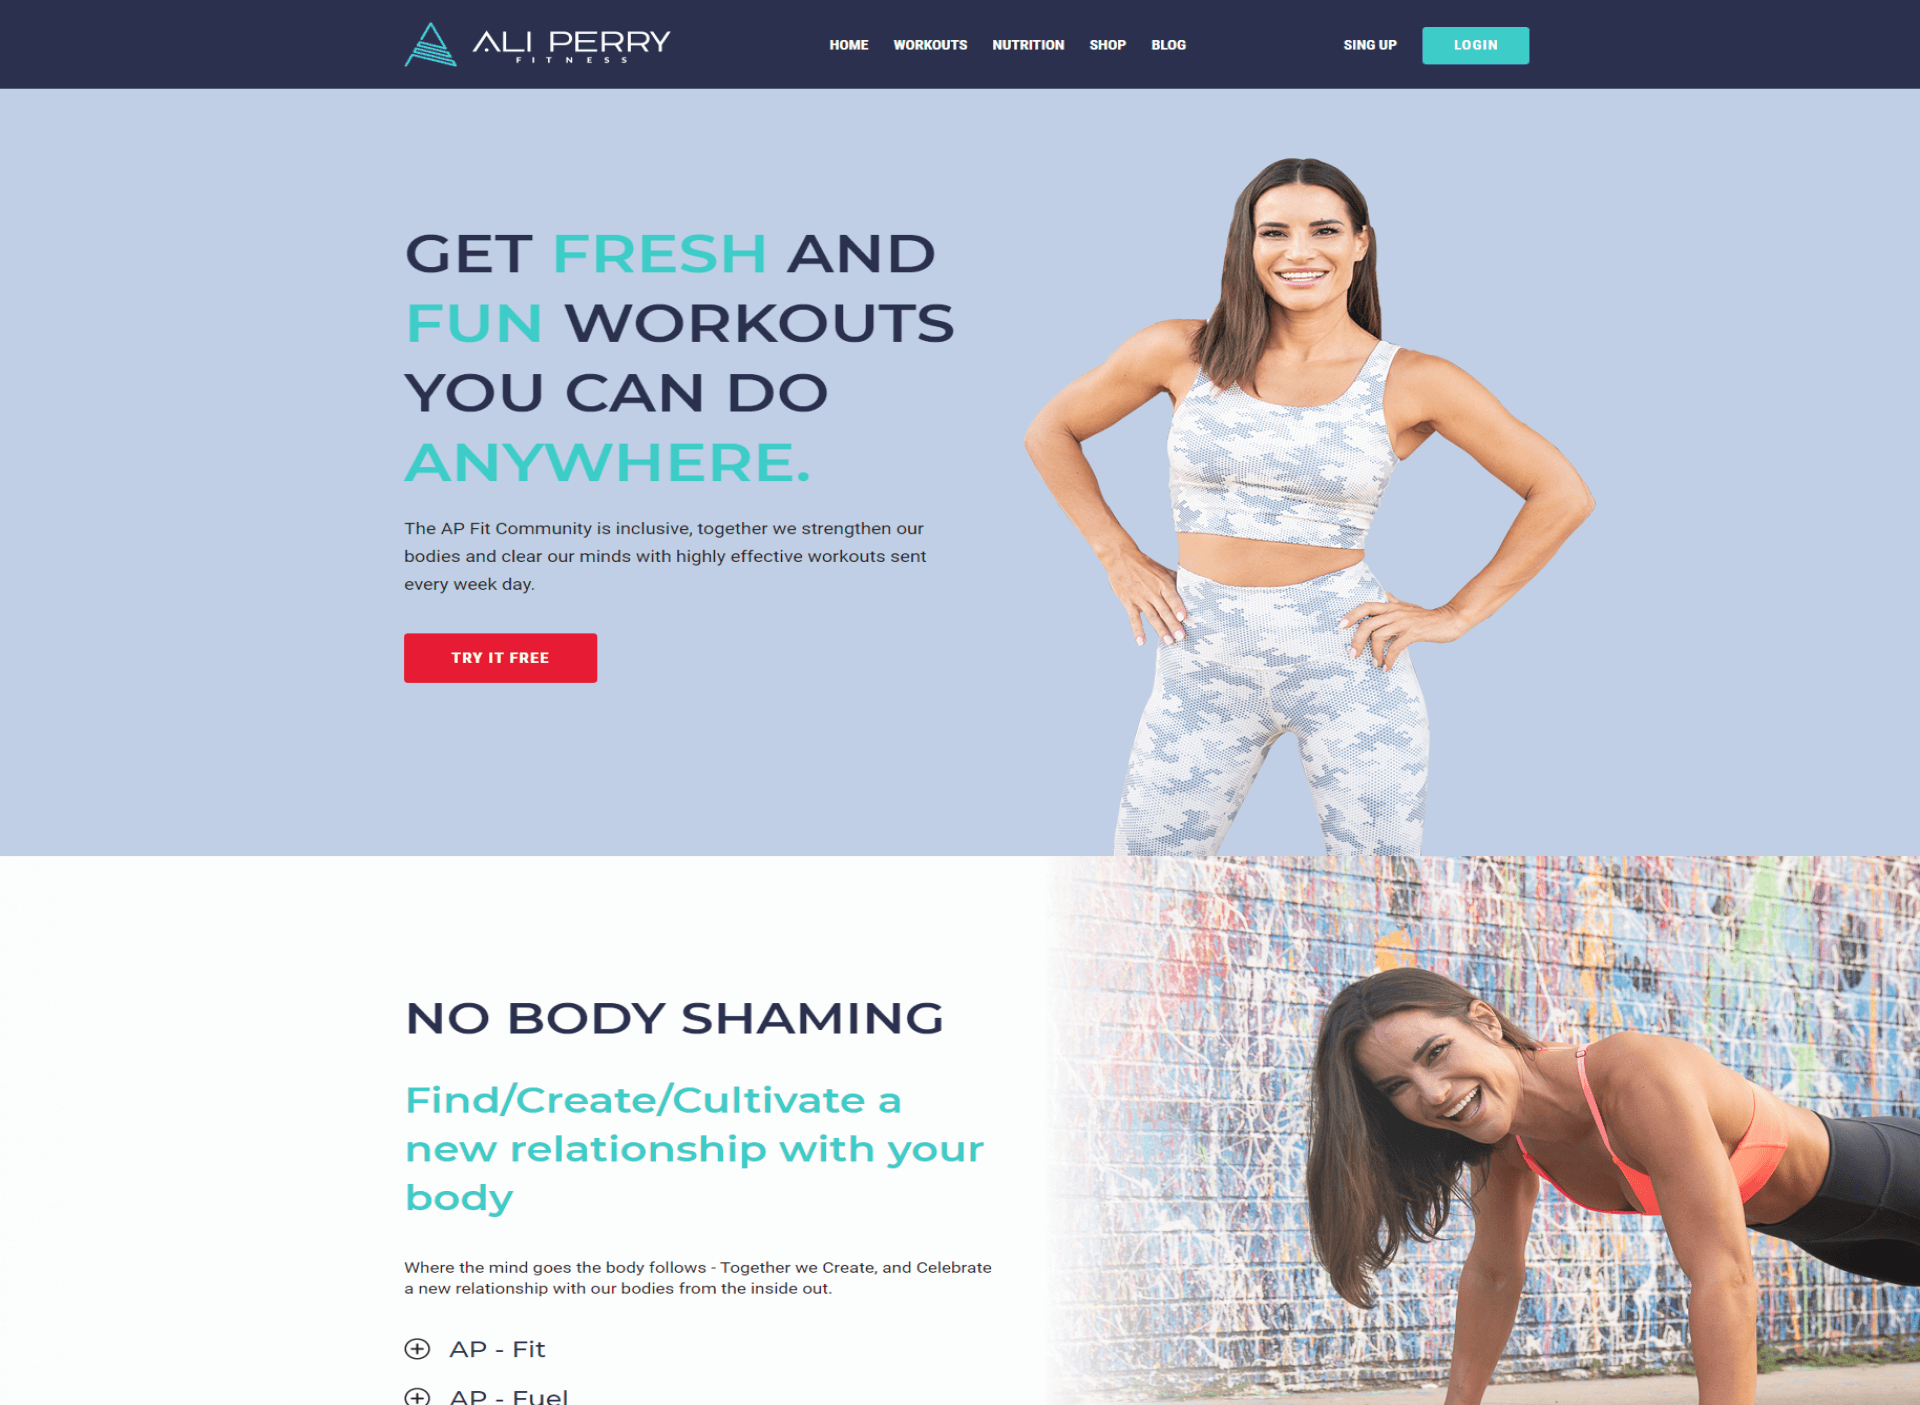 ALI PERRY
FITNESS
HOME WORKOUTS NUTRITION SHOP BLOG SING UP LOGIN
GET FRESH AND
FUN WORKOUTS
YOU CAN DO
ANYWHERE.
The AP Fit Community is inclusive, together we strengthen our
bodies and clear our minds with highly effective workouts sent
every week day.
TRY IT FREE
NO BODY SHAMING
Find/Create/Cultivate a
new relationship with your
body
Where the mind goes the body follows - Together we Create, and Celebrate
a new relationship with our bodies from the inside out.
AP - Fit
AP - Fuel